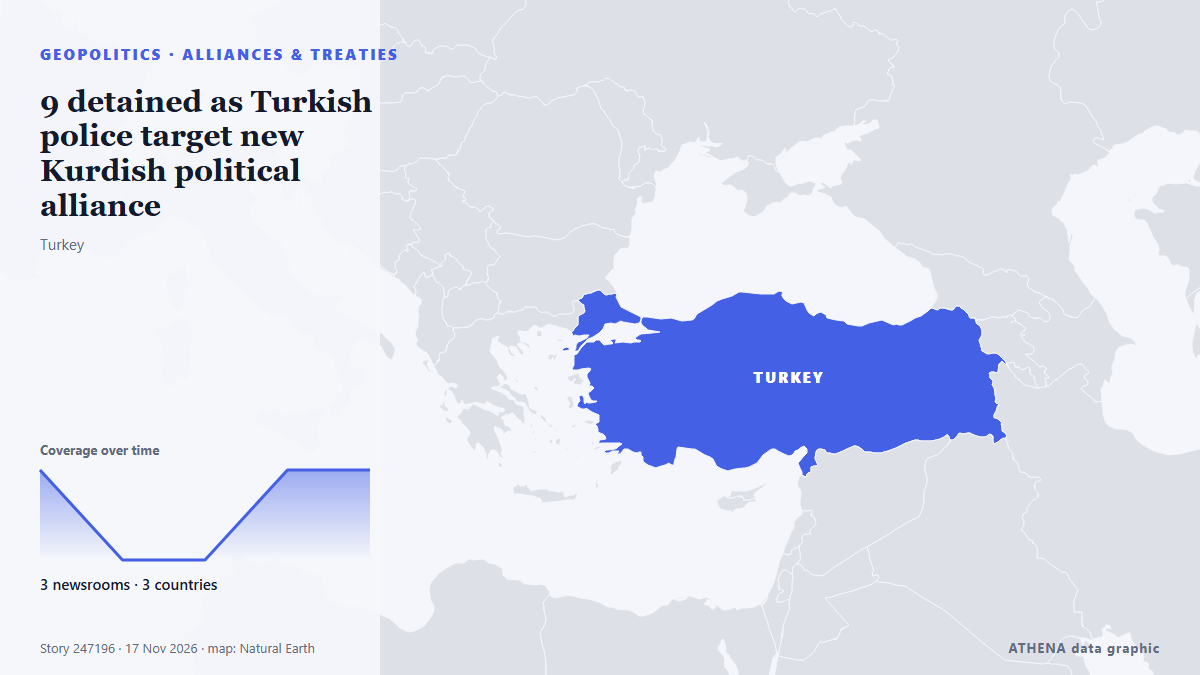 GEOPOLITICS · ALLIANCES & TREATIES
9 detained as Turkish
police target new
Kurdish political
alliance
Turkey
TURKEY
Coverage over time
3 newsrooms · 3 countries
Story 247196 · 17 Nov 2026 · map: Natural Earth
ATHENA data graphic